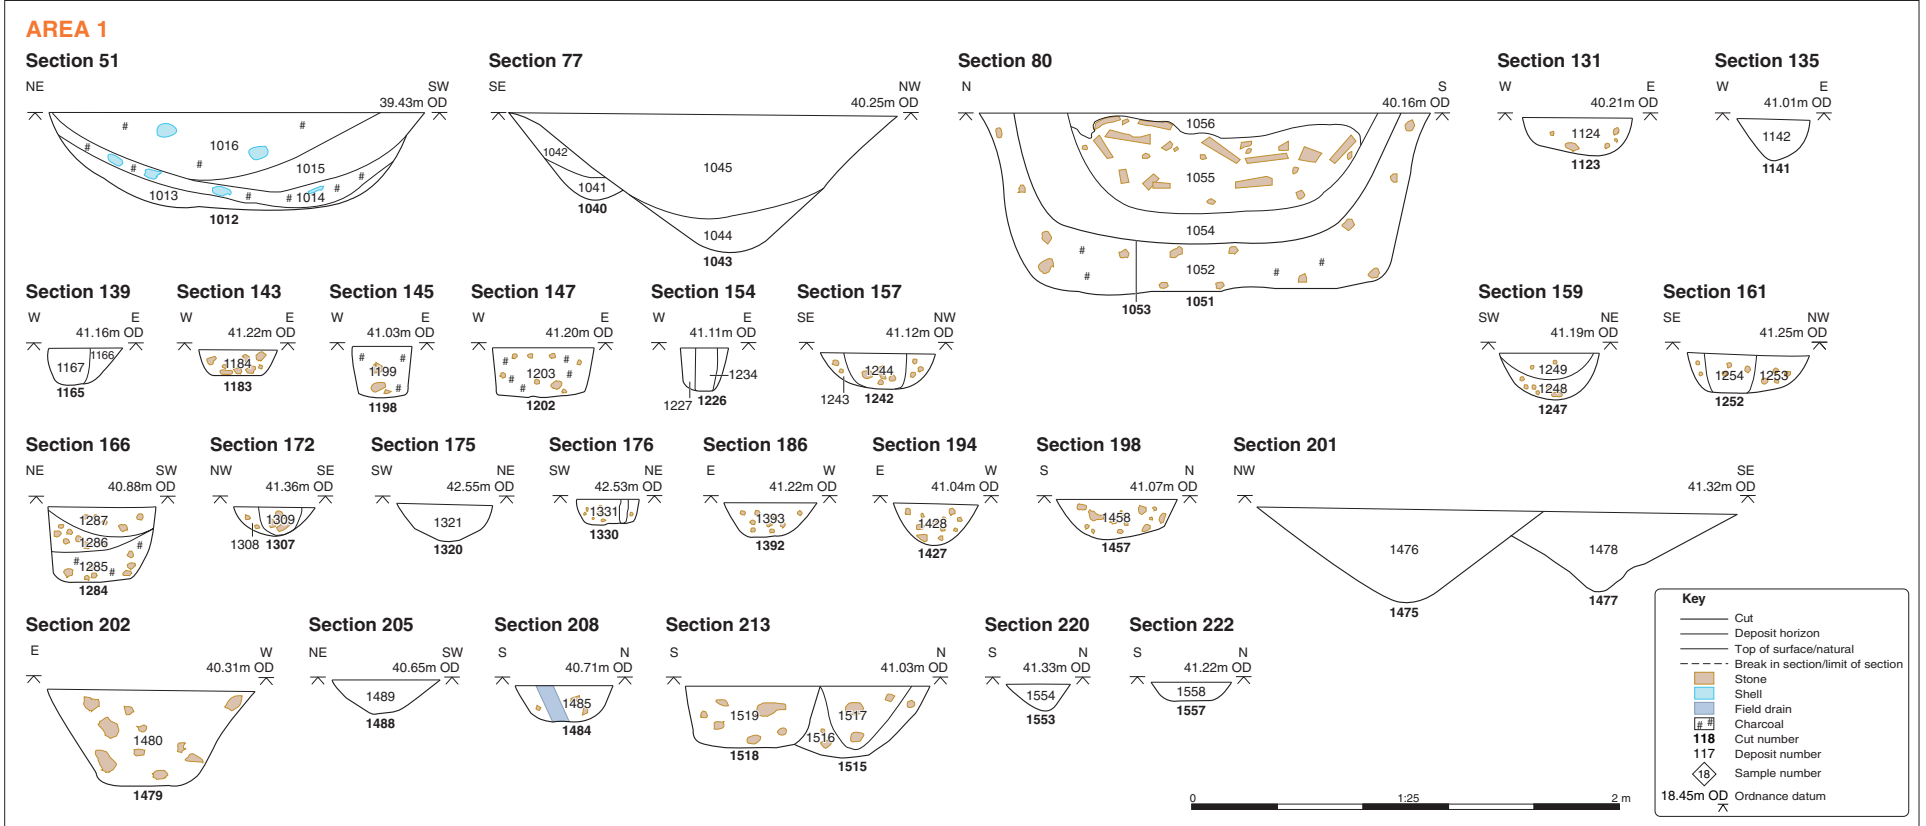 AREA 1
Section 51
NE SW
39.43m OD
# #
1016
#
#
#
1015
#
#
#
1013
#
#
1014
1012
Section 77
SE NW
40.25m OD
1042
1045
1041
1040
1044
1043
Section 80
N S
40.16m OD
1056
1055
1054
#
1052
#
#
#
1053
1051
Section 131
W E
40.21m OD
1124
1123
Section 135
W E
41.01m OD
1142
1141
Section 139
W E
41.16m OD
1166
1167
1165
Section 143
W E
41.22m OD
1184
1183
Section 145
W E
41.03m OD
# #
1199
#
1198
Section 147
W E
41.20m OD
# #
1203
# #
#
1202
Section 154
W E
41.11m OD
1234
1227 1226
Section 157
SE NW
41.12m OD
1244
1243 1242
Section 159
SW NE
41.19m OD
1249
1248
1247
Section 161
SE NW
41.25m OD
1254 1253
1252
Section 166
NE SW
40.88m OD
1287
1286
#
#
1285
#
1284
Section 172
NW SE
41.36m OD
1309
1308 1307
Section 175
SW NE
42.55m OD
1321
1320
Section 176
SW NE
42.53m OD
1331
1330
Section 186
E W
41.22m OD
1393
1392
Section 194
E W
41.04m OD
1428
1427
Section 198
S N
41.07m OD
1458
1457
Section 201
NW SE
41.32m OD
1476 1478
1475 1477
Section 202
E W
40.31m OD
1480
1479
Section 205
NE SW
40.65m OD
1489
1488
Section 208
S N
40.71m OD
1485
1484
Section 213
S N
41.03m OD
1519 1517
1516
1518 1515
Section 220
S N
41.33m OD
1554
1553
Section 222
S N
41.22m OD
1558
1557
0 1:25 2 m
Key
Cut
Deposit horizon
Top of surface/natural
Break in section/limit of section
Stone
Shell
Field drain
# # Charcoal
118 Cut number
117 Deposit number
18 Sample number
18.45m OD Ordnance datum